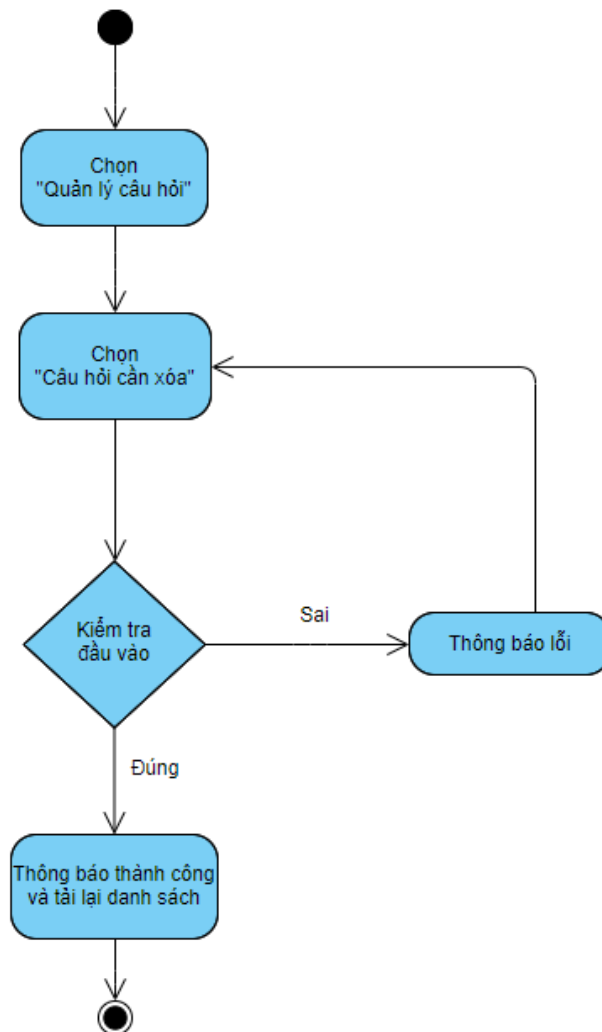 Chọn
"Quản lý câu hỏi"
Chọn
"Câu hỏi cần xóa"
Kiểm tra
đầu vào
Sai
Thông báo lỗi
Đúng
Thông báo thành công
và tải lại danh sách